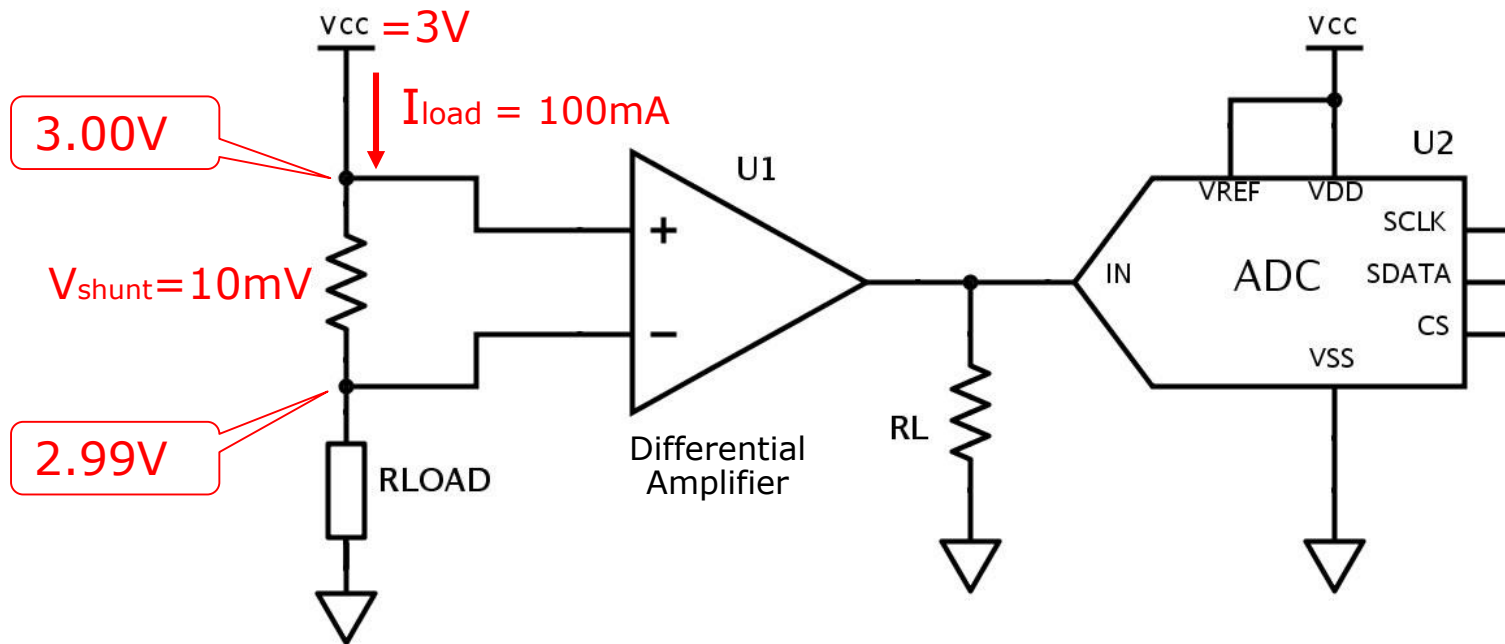 Vcc =3V
Iload = 100mA
3.00V
Vshunt=10mV
2.99V
RLOAD
U1
+
−
Differential
Amplifier
RL
Vcc
U2
VREF VDD
SCLK
IN ADC SDATA
CS
VSS